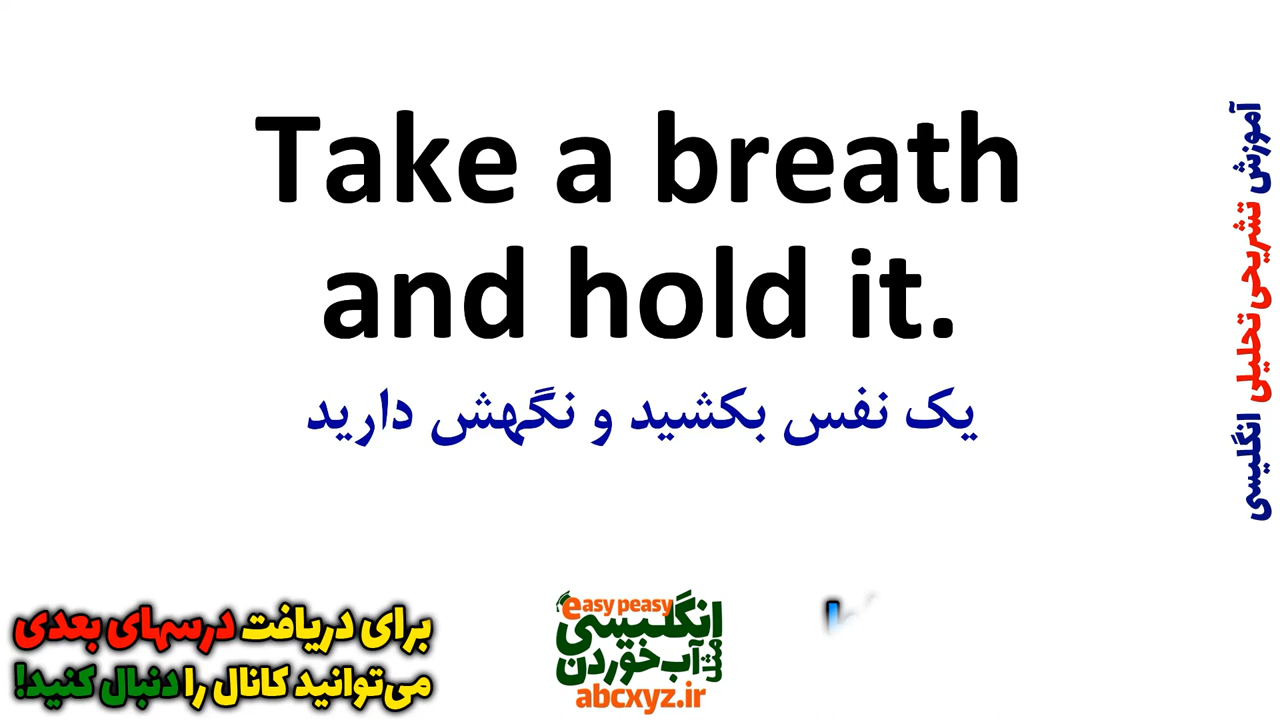 Take a breath
and hold it.
یک نفس بکشید و نگهش دارید
آموزش تشریحی تحلیلی انگلیسی
برای دریافت درسهای بعدی
می‌توانید کانال را دنبال کنید!
easy peasy
انگلیسی
مثل آب خوردن
abcxyz.ir